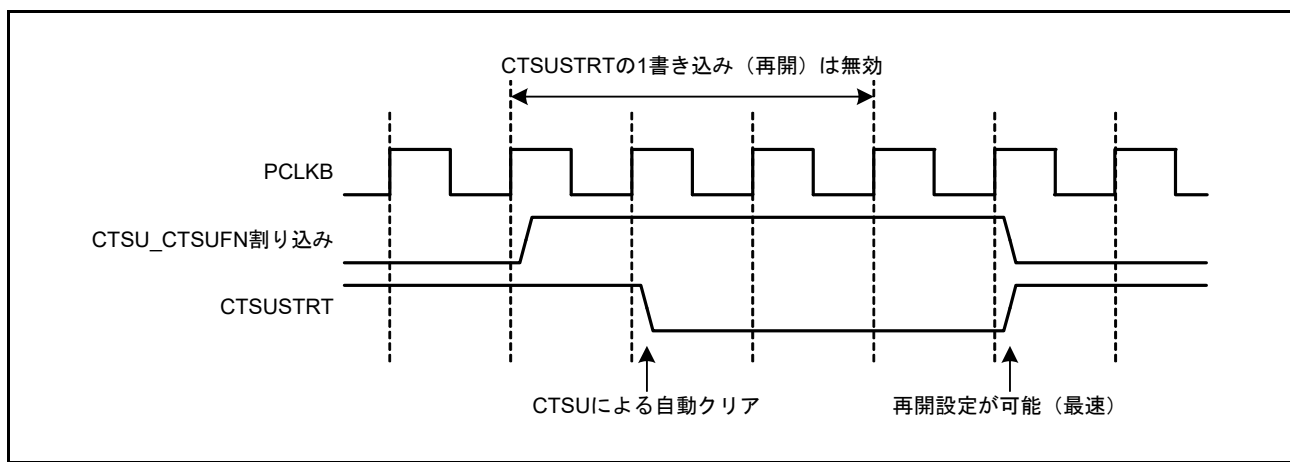 CTSUSTRTの1書き込み（再開）は無効
PCLKB
CTSU_CTSUFN割り込み
CTSUSTRT
CTSUによる自動クリア
再開設定が可能（最速）